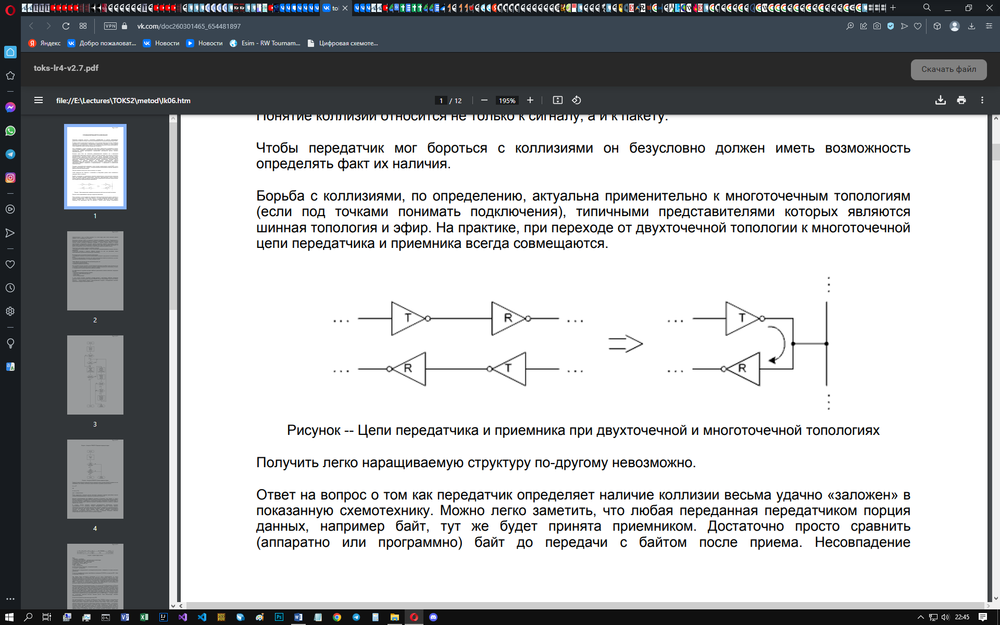 to
vk.com/doc260301465_654481897
VPN
Яндекс
Добро пожаловат...
Новости
Новости
Esim - RW Tournam...
Цифровая схемоте...
toks-lr4-v2.7.pdf
Скачать файл
file://E:\Lectures\TOKS2\metod\lk06.htm
1 / 12
195%
1
2
3
4
Понятие коллизии относится не только к сигналу, а и к пакету.
Чтобы передатчик мог бороться с коллизиями он безусловно должен иметь возможность
определять факт их наличия.
Борьба с коллизиями, по определению, актуальна применительно к многоточечным топологиям
(если под точками понимать подключения), типичными представителями которых являются
шинная топология и эфир. На практике, при переходе от двухточечной топологии к многоточечной
цепи передатчика и приемника всегда совмещаются.
... T R ... ... T
... R T ... ... R
Рисунок -- Цепи передатчика и приемника при двухточечной и многоточечной топологиях
Получить легко наращиваемую структуру по-другому невозможно.
Ответ на вопрос о том как передатчик определяет наличие коллизии весьма удачно «заложен» в
показанную схемотехнику. Можно легко заметить, что любая переданная передатчиком порция
данных, например байт, тут же будет принята приемником. Достаточно просто сравнить
(аппаратно или программно) байт до передачи с байтом после приема. Несовпадение
22:45